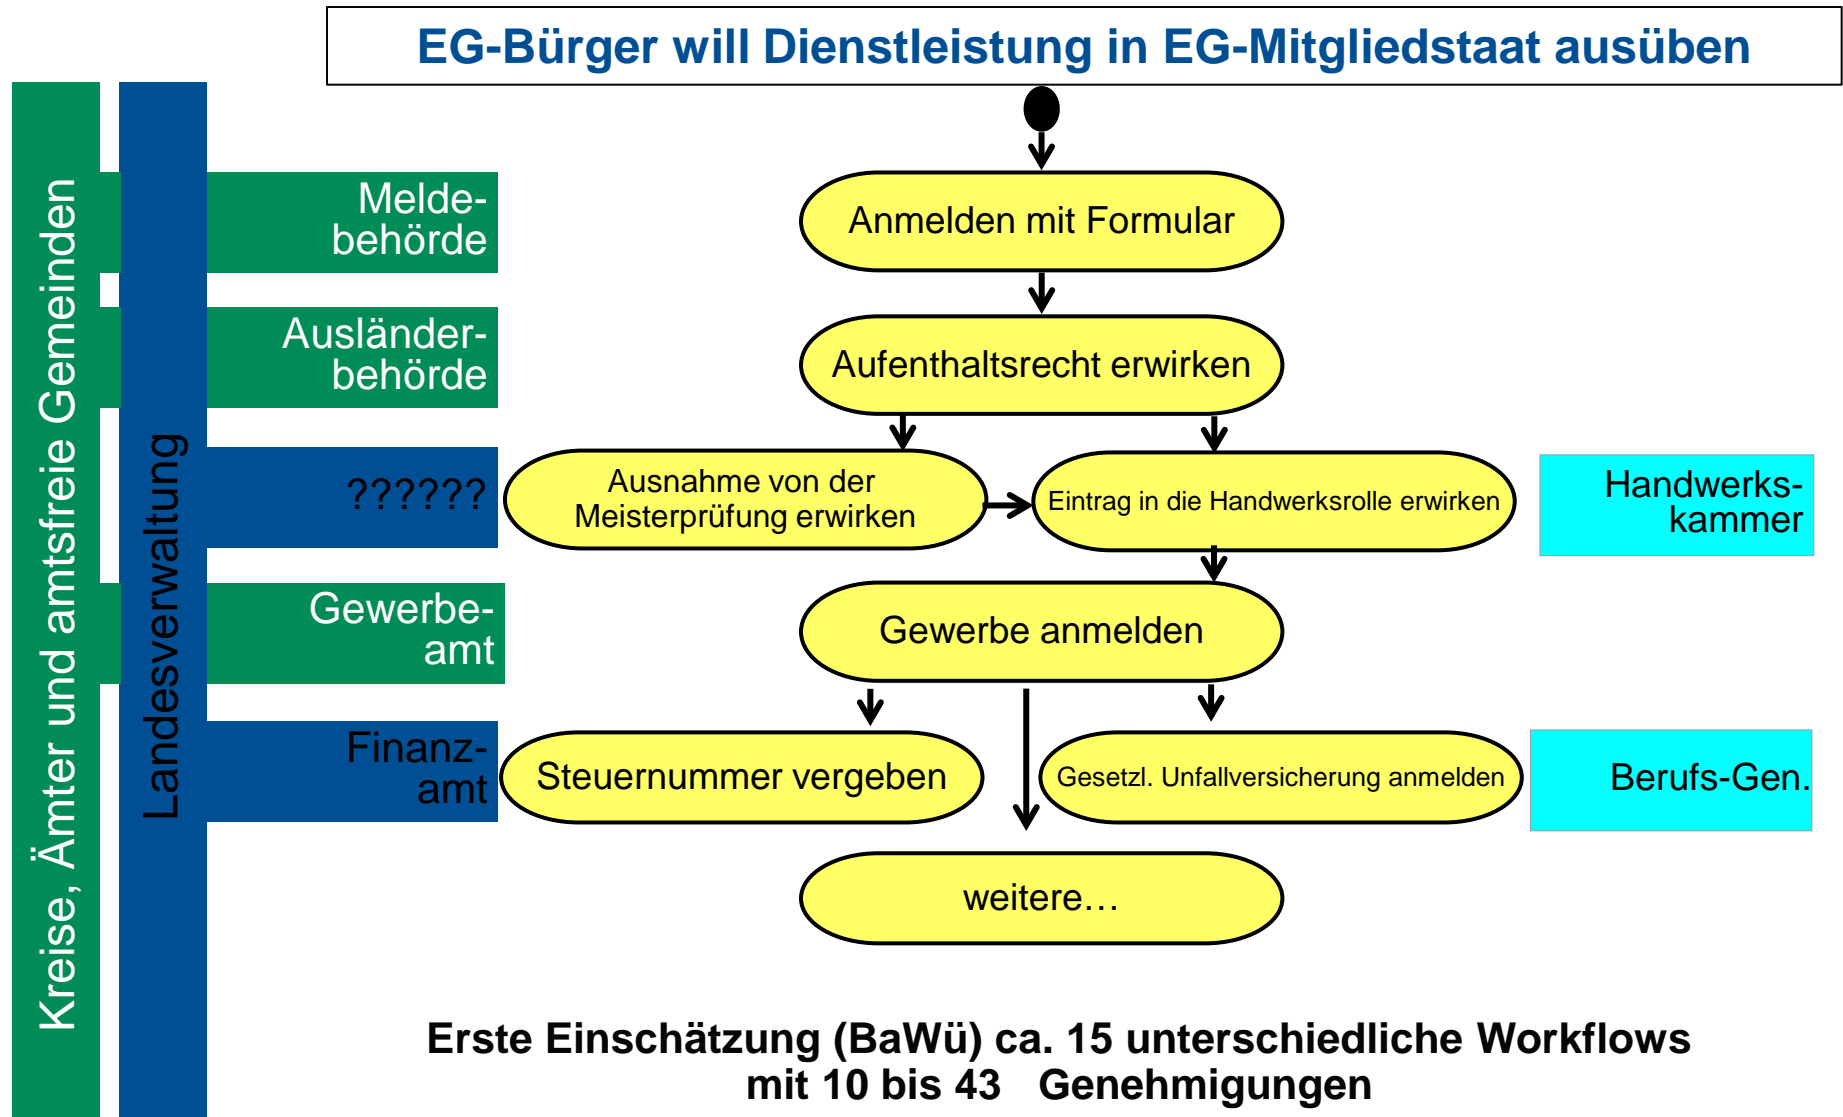 EG-Bürger will Dienstleistung in EG-Mitgliedstaat ausüben
Kreise, Ämter und amtsfreie Gemeinden
Landesverwaltung
Melde-
behörde
Anmelden mit Formular
Ausländer-
behörde
Aufenthaltsrecht erwirken
??????
Ausnahme von der
Meisterprüfung erwirken
Eintrag in die Handwerksrolle erwirken
Handwerks-
kammer
Gewerbe-
amt
Gewerbe anmelden
Finanz-
amt
Steuernummer vergeben
Gesetzl. Unfallversicherung anmelden
Berufs-Gen.
weitere…
Erste Einschätzung (BaWü) ca. 15 unterschiedliche Workflows
mit 10 bis 43 Genehmigungen